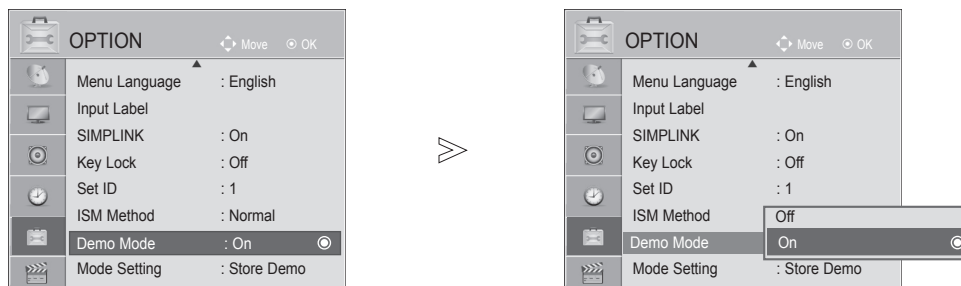 OPTION Move OK
Menu Language : English
Input Label
SIMPLINK : On
Key Lock : Off
Set ID : 1
ISM Method : Normal
Demo Mode : On
Mode Setting : Store Demo
OPTION Move OK
Menu Language : English
Input Label
SIMPLINK : On
Key Lock : Off
Set ID : 1
ISM Method Off
Demo Mode On
Mode Setting : Store Demo